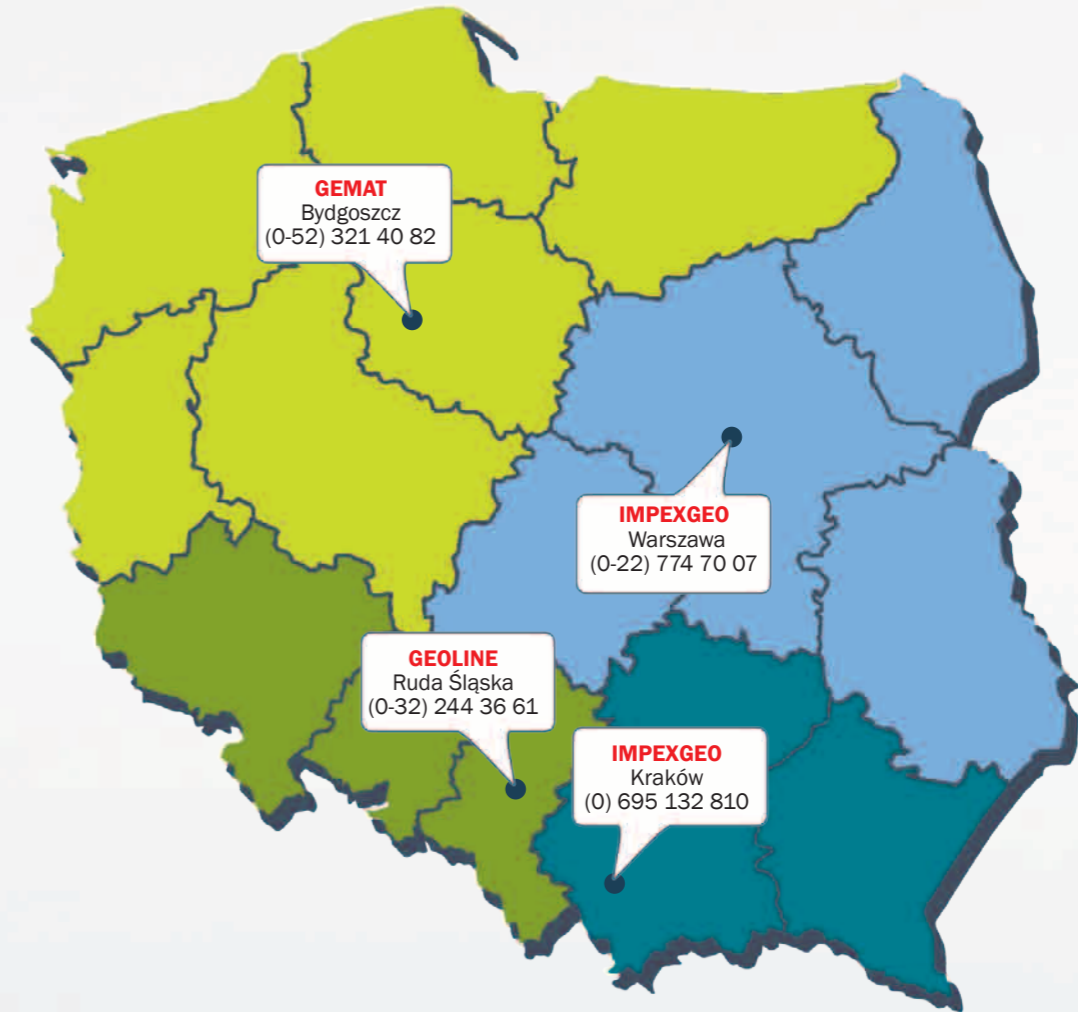 GEMAT
Bydgoszcz
(0-52) 321 40 82
IMPEXGEO
Warszawa
(0-22) 774 70 07
GEOLINE
Ruda Śląska
(0-32) 244 36 61
IMPEXGEO
Kraków
(0) 695 132 810